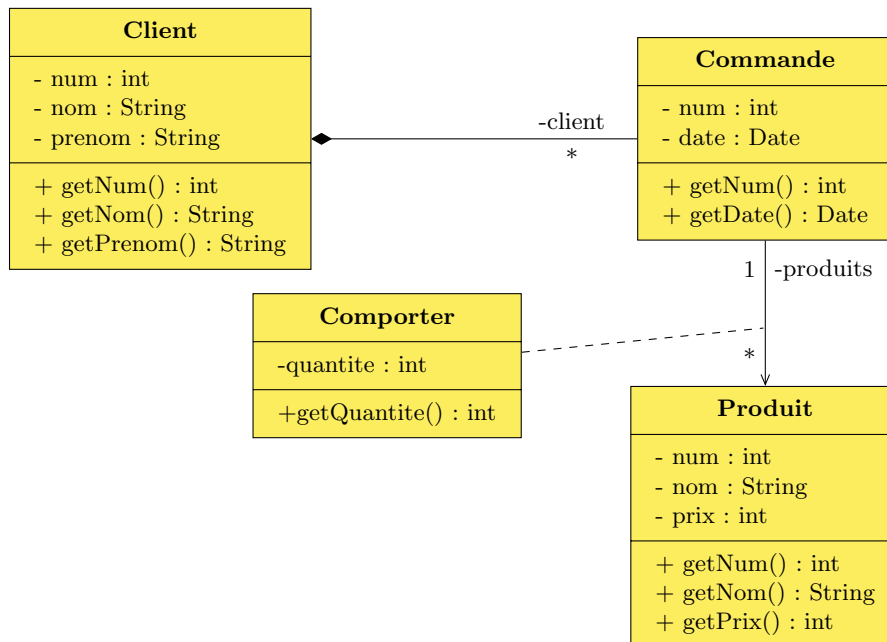 Client
- num : int
- nom : String
- prenom : String
+ getNum() : int
+ getNom() : String
+ getPrenom() : String
-client
*
Commande
- num : int
- date : Date
+ getNum() : int
+ getDate() : Date
1
-produits
*
Comporter
-quantite : int
+getQuantite() : int
Produit
- num : int
- nom : String
- prix : int
+ getNum() : int
+ getNom() : String
+ getPrix() : int